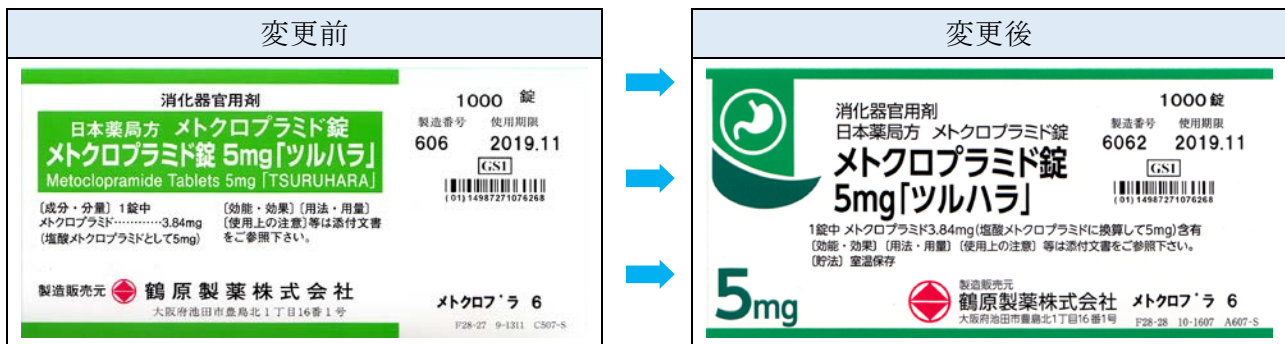 変更前
消化器官用剤
日本薬局方 メトクロプラミド錠
メトクロプラミド錠 5mg「ツルハラ」
Metoclopramide Tablets 5mg「TSURUHARA」
〔成分・分量〕1錠中
メトクロプラミド…………3.84mg
(塩酸メトクロプラミドとして5mg)
〔効能・効果〕〔用法・用量〕
〔使用上の注意〕等は添付文書
をご参照下さい。
製造販売元 鶴原製薬株式会社
大阪府池田市豊島北1丁目16番1号
1000 錠
製造番号 使用期限
606 2019.11
GS1
(01)14987271076268
メトクロプラ 6
F28-27 9-1311 C507-S
変更後
消化器官用剤
日本薬局方 メトクロプラミド錠
メトクロプラミド錠
5mg「ツルハラ」
1錠中 メトクロプラミド3.84mg(塩酸メトクロプラミドに換算して5mg)含有
〔効能・効果〕〔用法・用量〕〔使用上の注意〕等は添付文書をご参照下さい。
〔貯法〕室温保存
5mg
製造販売元
鶴原製薬株式会社
大阪府池田市豊島北1丁目16番1号
1000錠
製造番号 使用期限
6062 2019.11
GS1
(01)14987271076268
メトクロプラ 6
F28-28 10-1607 A607-S